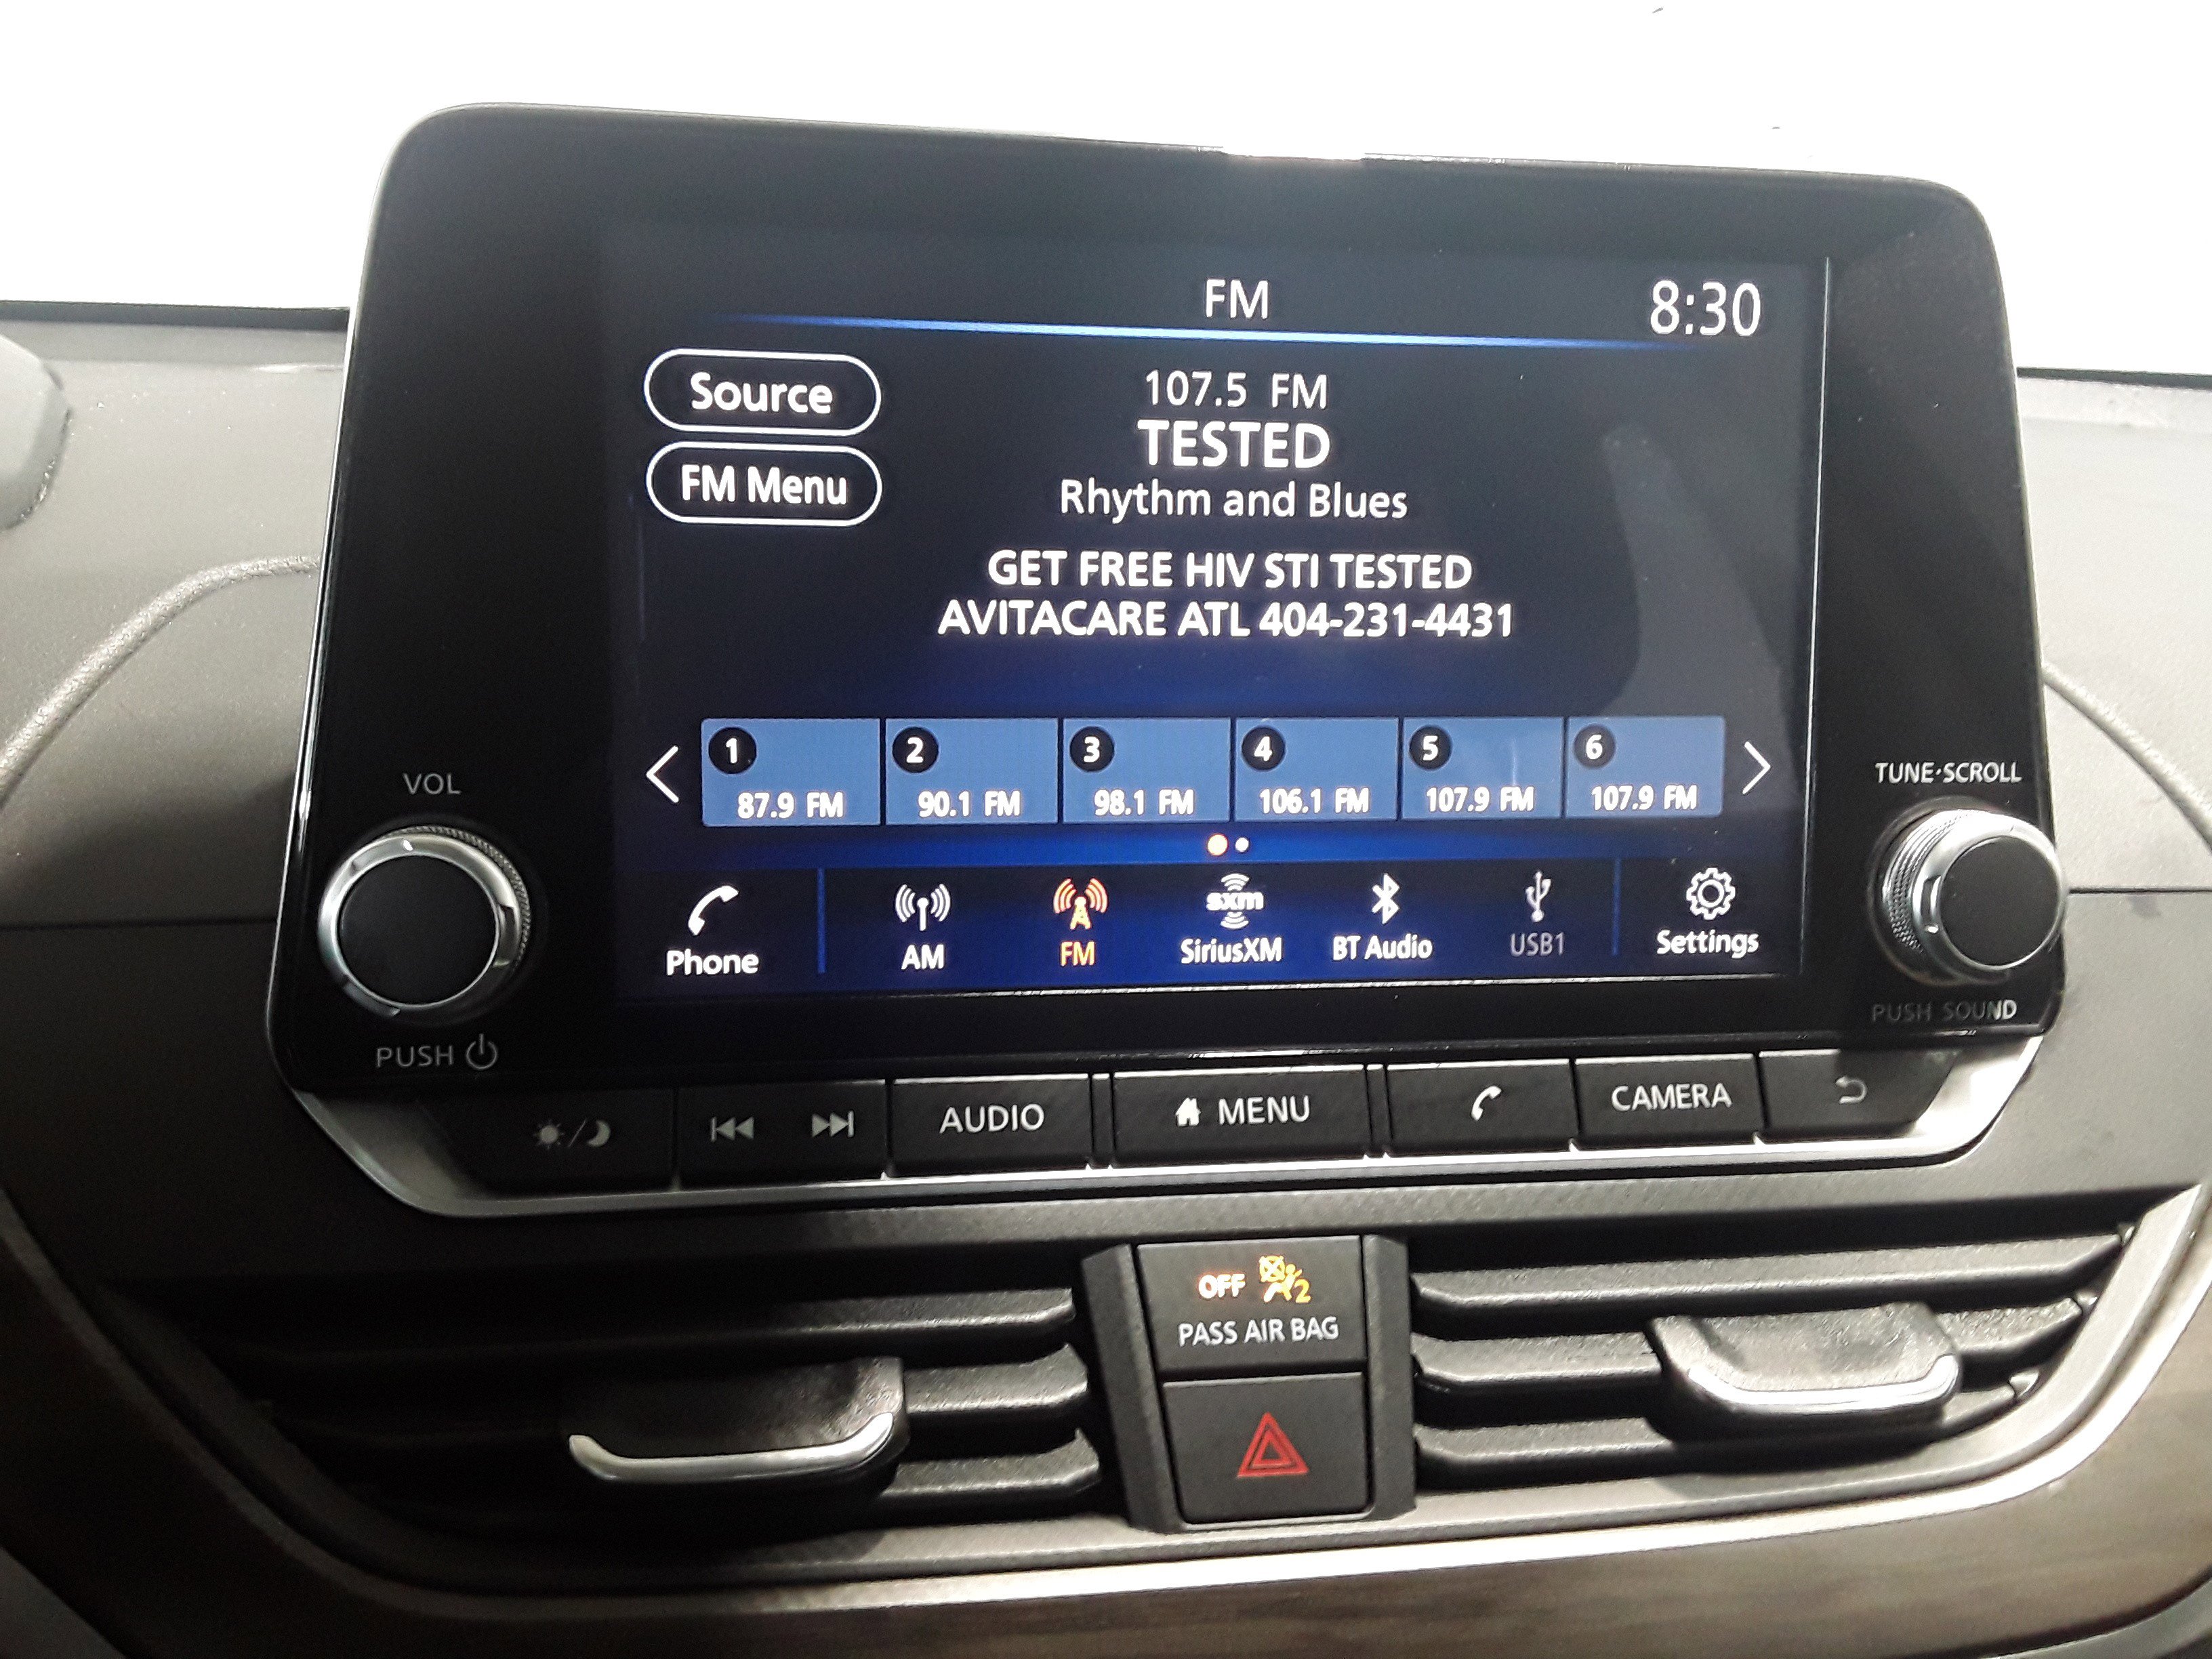 FM
8:30
Source
107.5 FM
TESTED
FM Menu
Rhythm and Blues
GET FREE HIV STI TESTED
AVITACARE ATL 404-231-4431
1 2 3 4 5 6
87.9 FM 90.1 FM 98.1 FM 106.1 FM 107.9 FM 107.9 FM
VOL
TUNE·SCROLL
sxm
Phone AM FM SiriusXM BT Audio USB1 Settings
PUSH
PUSH SOUND
AUDIO MENU CAMERA
OFF 2
PASS AIR BAG